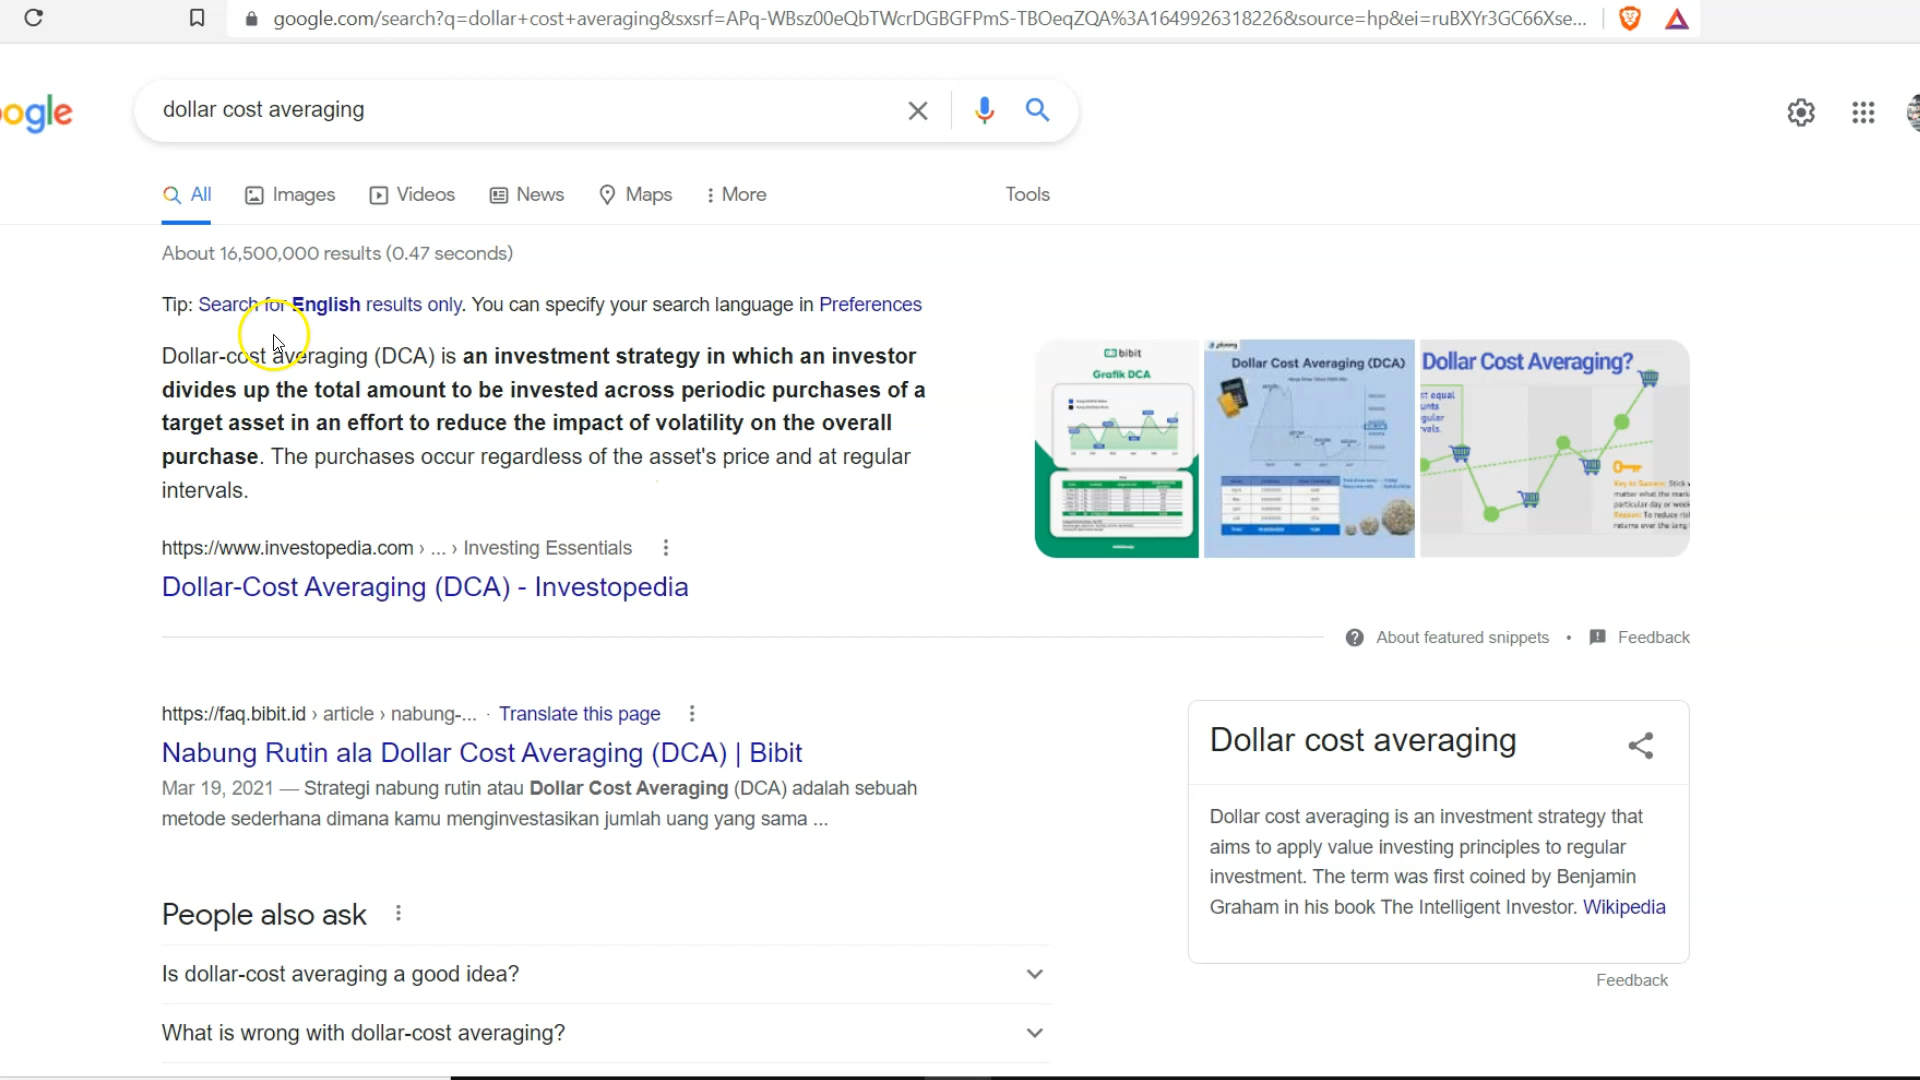 google.com/search?q=dollar+cost+averaging&sxsrf=APq-WBsz00eQbTWcrDGBGFPmS-TBOeqZQA%3A1649926318226&source=hp&ei=ruBXYr3GC66Xse...
ogle
dollar cost averaging
All Images Videos News Maps More Tools
About 16,500,000 results (0.47 seconds)
Tip: Search for English results only. You can specify your search language in Preferences
Dollar-cost averaging (DCA) is an investment strategy in which an investor
divides up the total amount to be invested across periodic purchases of a
target asset in an effort to reduce the impact of volatility on the overall
purchase. The purchases occur regardless of the asset's price and at regular
intervals.
bibit
Grafik DCA
Dollar Cost Averaging (DCA)
Dollar Cost Averaging?
https://www.investopedia.com › ... › Investing Essentials
Dollar-Cost Averaging (DCA) - Investopedia
About featured snippets • Feedback
https://faq.bibit.id › article › nabung-... · Translate this page
Nabung Rutin ala Dollar Cost Averaging (DCA) | Bibit
Mar 19, 2021 — Strategi nabung rutin atau Dollar Cost Averaging (DCA) adalah sebuah
metode sederhana dimana kamu menginvestasikan jumlah uang yang sama ...
People also ask
Is dollar-cost averaging a good idea?
What is wrong with dollar-cost averaging?
Dollar cost averaging
Dollar cost averaging is an investment strategy that
aims to apply value investing principles to regular
investment. The term was first coined by Benjamin
Graham in his book The Intelligent Investor. Wikipedia
Feedback